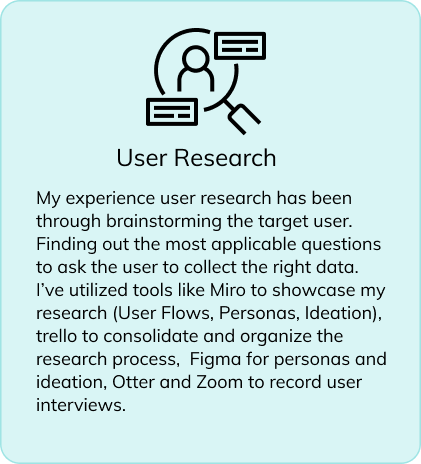 User Research
My experience user research has been
through brainstorming the target user.
Finding out the most applicable questions
to ask the user to collect the right data.
I’ve utilized tools like Miro to showcase my
research (User Flows, Personas, Ideation),
trello to consolidate and organize the
research process,  Figma for personas and
ideation, Otter and Zoom to record user
interviews.